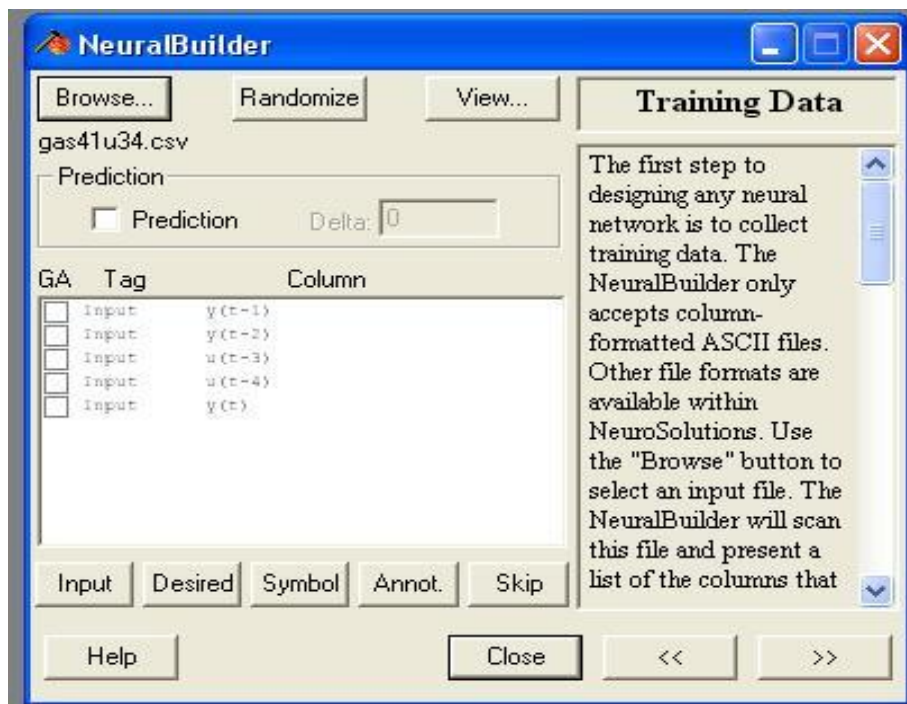 NeuralBuilder
Browse... Randomize View...
gas41u34.csv
Prediction
Prediction Delta: 0
GA Tag Column
Input y(t-1)
Input y(t-2)
Input u(t-3)
Input u(t-4)
Input y(t)
Input Desired Symbol Annot. Skip
Training Data
The first step to
designing any neural
network is to collect
training data. The
NeuralBuilder only
accepts column-
formatted ASCII files.
Other file formats are
available within
NeuroSolutions. Use
the "Browse" button to
select an input file. The
NeuralBuilder will scan
this file and present a
list of the columns that
Help Close << >>